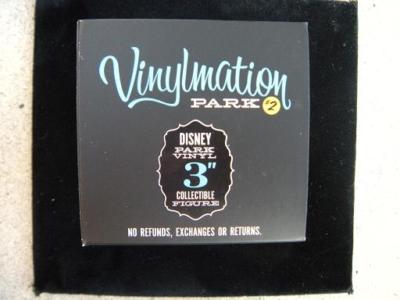 Vinylmation
PARK #2
DISNEY
PARK
VINYL
3"
COLLECTIBLE
FIGURE
NO REFUNDS, EXCHANGES OR RETURNS.